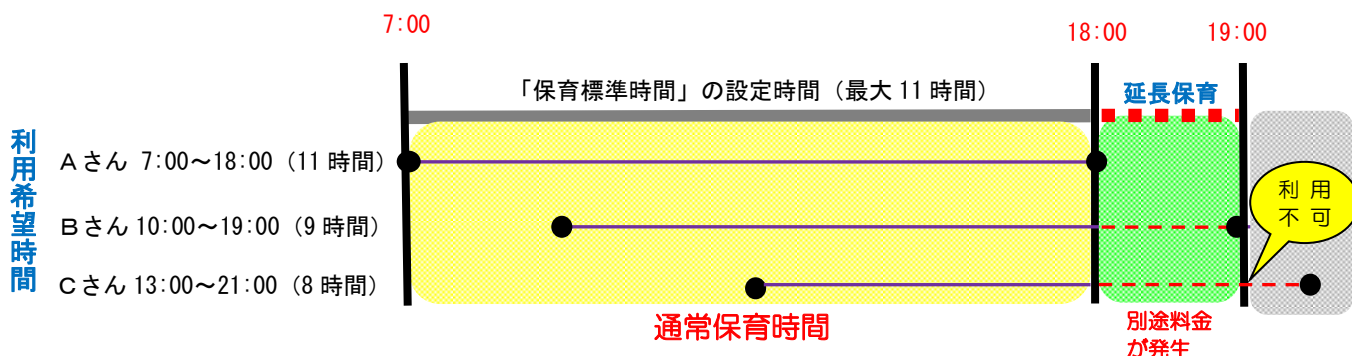 7:00
18:00
19:00
「保育標準時間」の設定時間（最大 11 時間）
延長保育
利用希望時間
Aさん 7:00～18:00（11 時間）
Bさん 10:00～19:00（9 時間）
Cさん 13:00～21:00（8 時間）
利 用
不 可
通常保育時間
別途料金
が発生